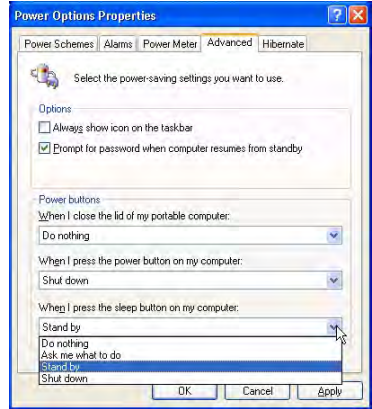 Power Options Properties
Power Schemes Alarms Power Meter Advanced Hibernate
Select the power-saving settings you want to use.
Options
Always show icon on the taskbar
Prompt for password when computer resumes from standby
Power buttons
When I close the lid of my portable computer:
Do nothing
When I press the power button on my computer:
Shut down
When I press the sleep button on my computer:
Stand by
Do nothing
Ask me what to do
Stand by
Shut down
OK Cancel Apply